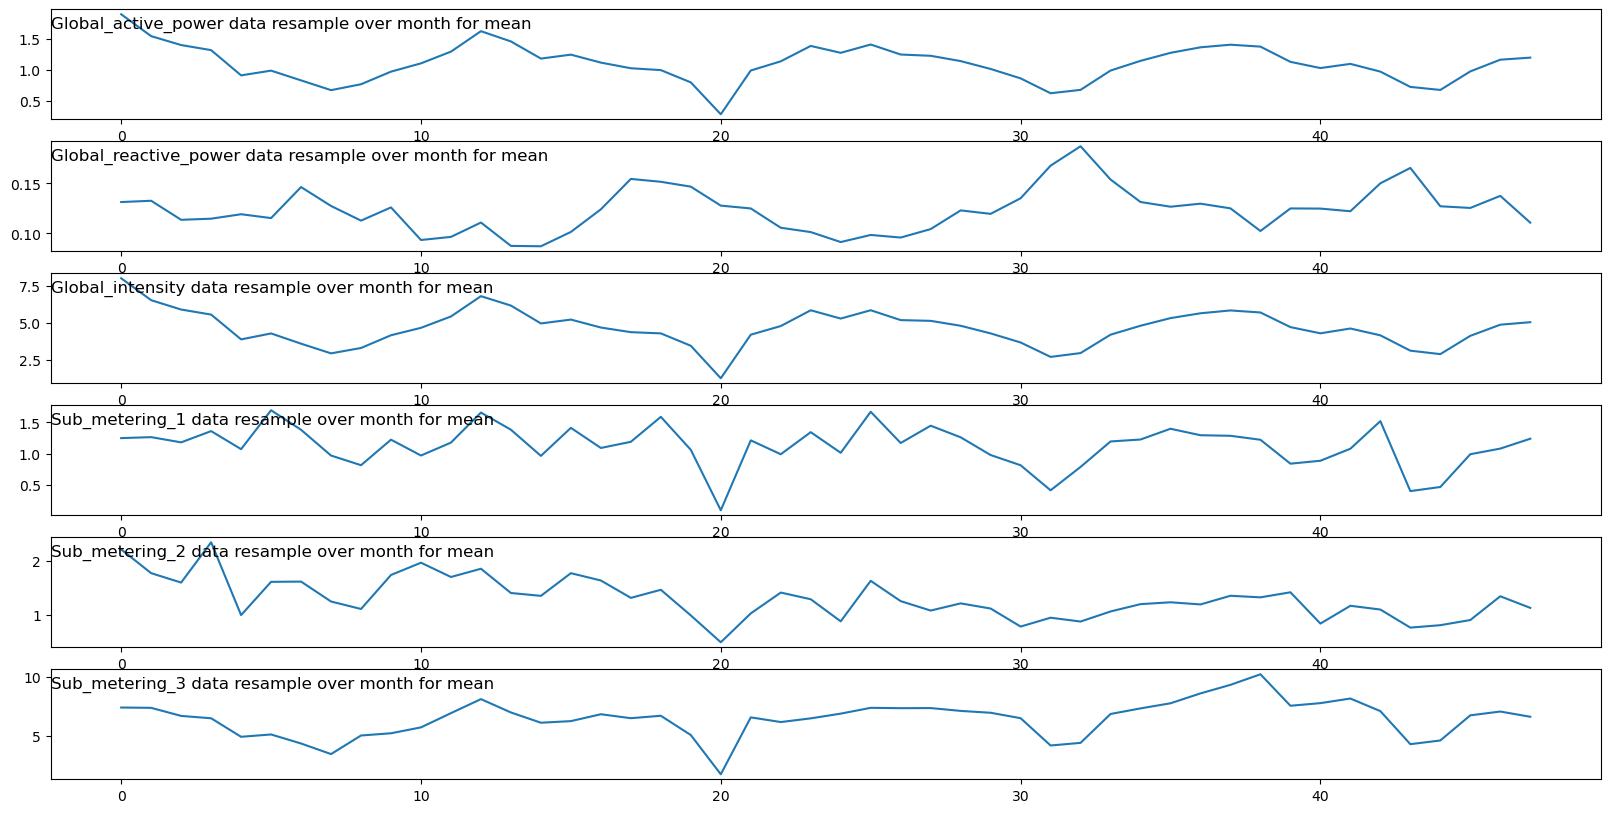 Global_active_power data resample over month for mean
1.5
1.0
0.5
0 10 20 30 40
Global_reactive_power data resample over month for mean
0.15
0.10
0 10 20 30 40
Global_intensity data resample over month for mean
7.5
5.0
2.5
0 10 20 30 40
Sub_metering_1 data resample over month for mean
1.5
1.0
0.5
0 10 20 30 40
Sub_metering_2 data resample over month for mean
2
1
0 10 20 30 40
Sub_metering_3 data resample over month for mean
10
5
0 10 20 30 40